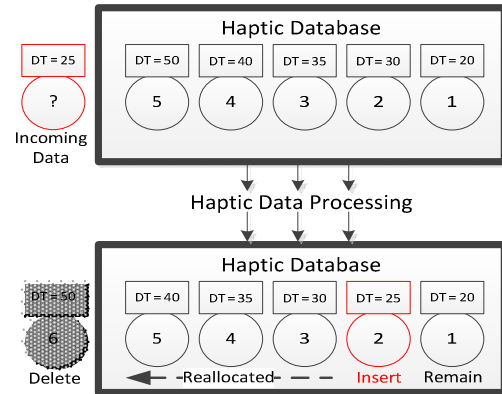 Haptic Database
DT = 25
DT = 50
DT = 40
DT = 35
DT = 30
DT = 20
?
5
4
3
2
1
Incoming
Data
Haptic Data Processing
Haptic Database
DT = 50
DT = 40
DT = 35
DT = 30
DT = 25
DT = 20
6
5
4
3
2
1
Delete
Reallocated
Insert
Remain